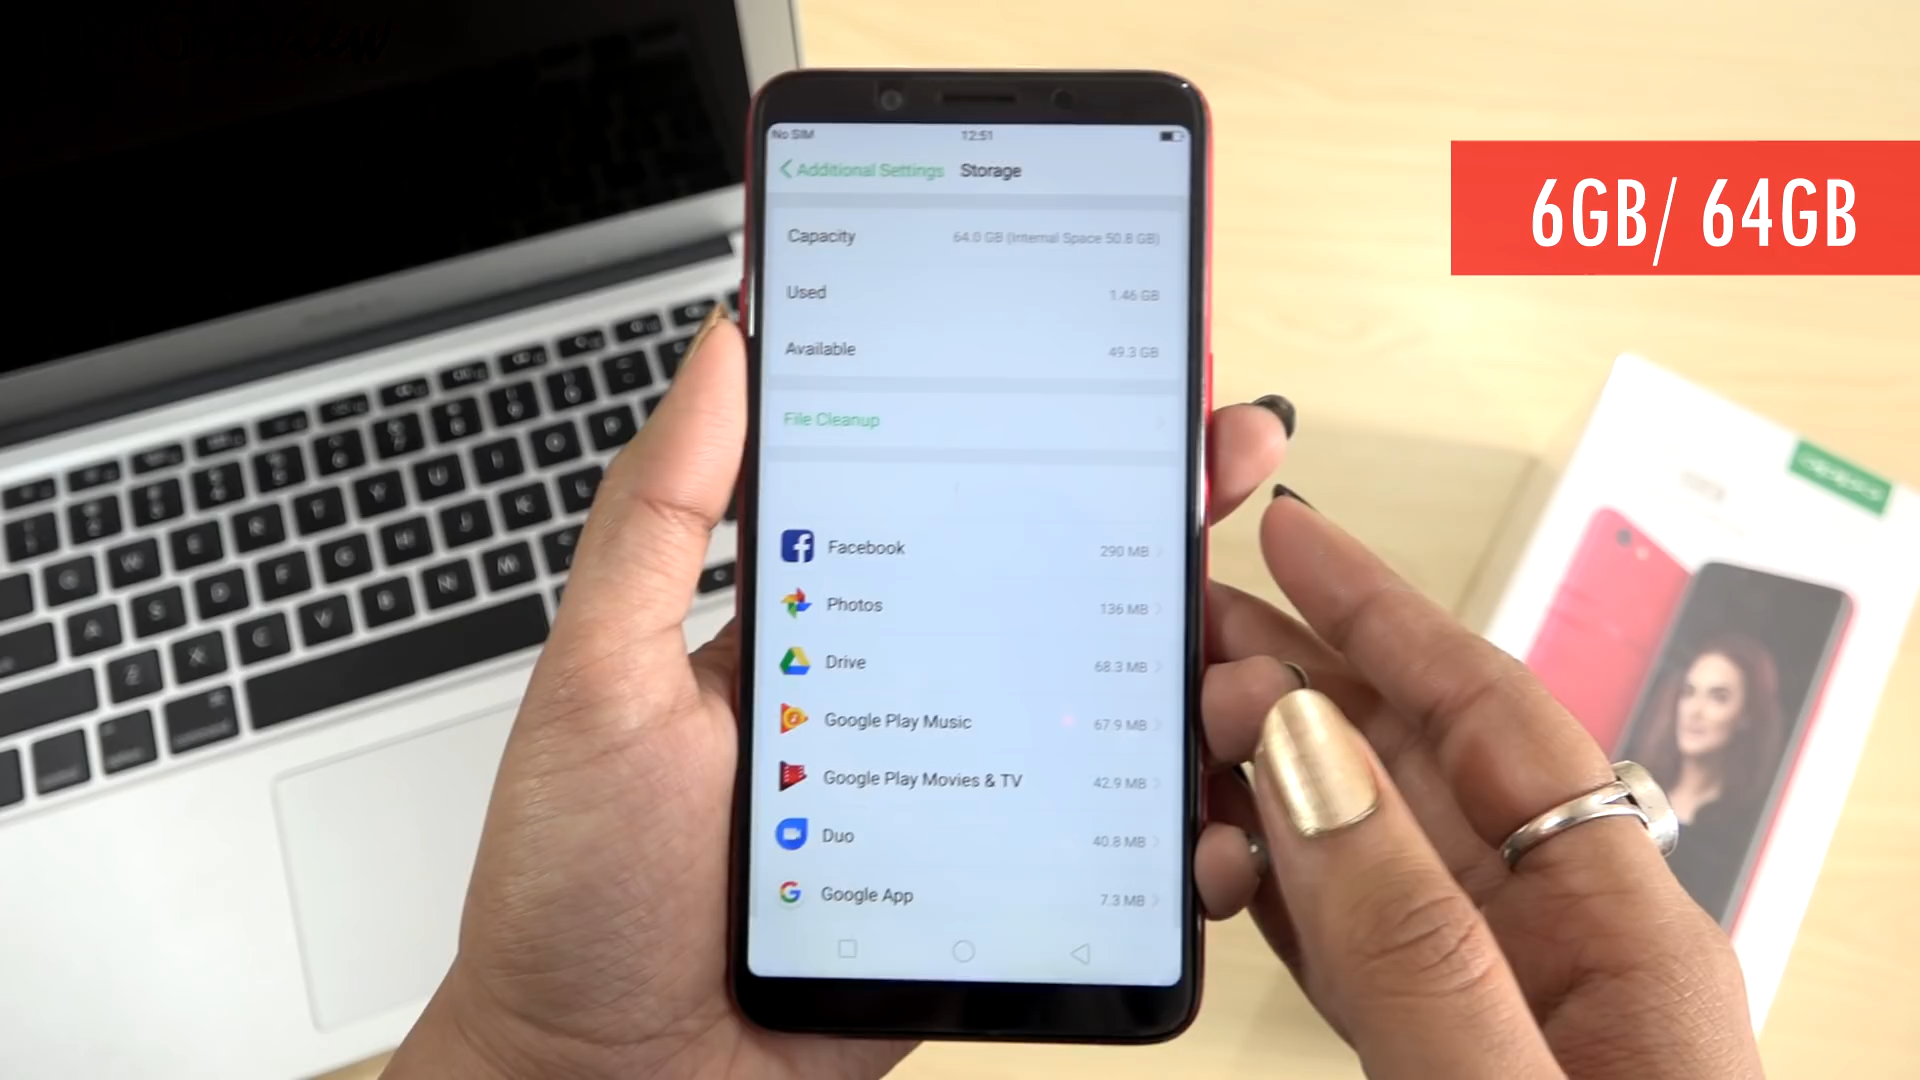 No SIM 12:51
Additional Settings Storage
Capacity 64.0 GB (Internal Space 50.8 GB)
Used 1.46 GB
Available 49.3 GB
File Cleanup
Facebook 290 MB
Photos 136 MB
Drive 68.3 MB
Google Play Music 67.9 MB
Google Play Movies & TV 42.9 MB
Duo 40.8 MB
Google App 7.3 MB
6GB/ 64GB
oppo